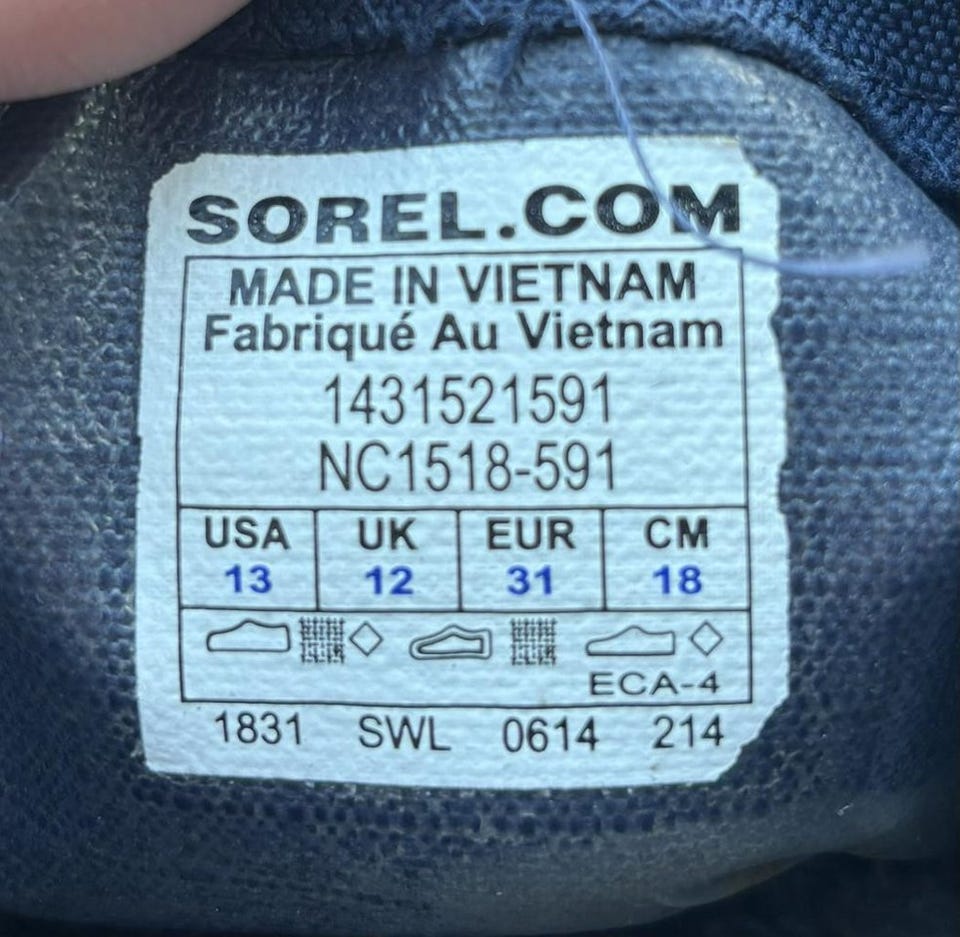 SOREL.COM
MADE IN VIETNAM
Fabriqué Au Vietnam
1431521591
NC1518-591
USA UK EUR CM
13 12 31 18
ECA-4
1831 SWL 0614 214